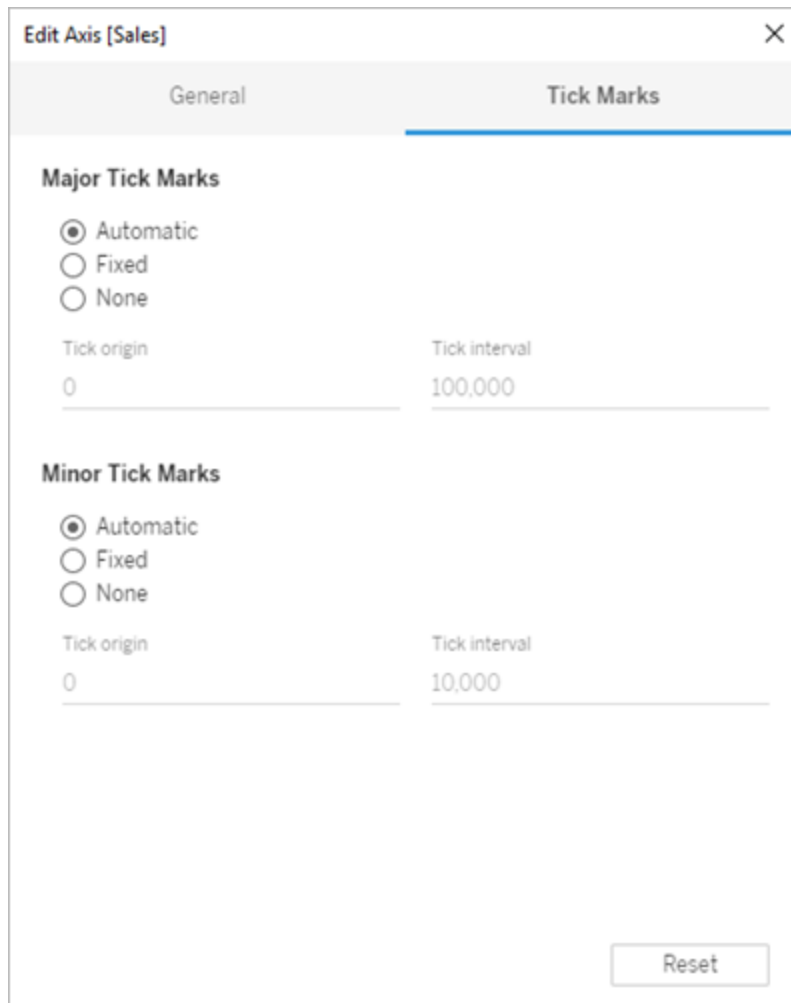 Edit Axis [Sales]
General Tick Marks
Major Tick Marks
Automatic
Fixed
None
Tick origin Tick interval
0 100,000
Minor Tick Marks
Automatic
Fixed
None
Tick origin Tick interval
0 10,000
Reset